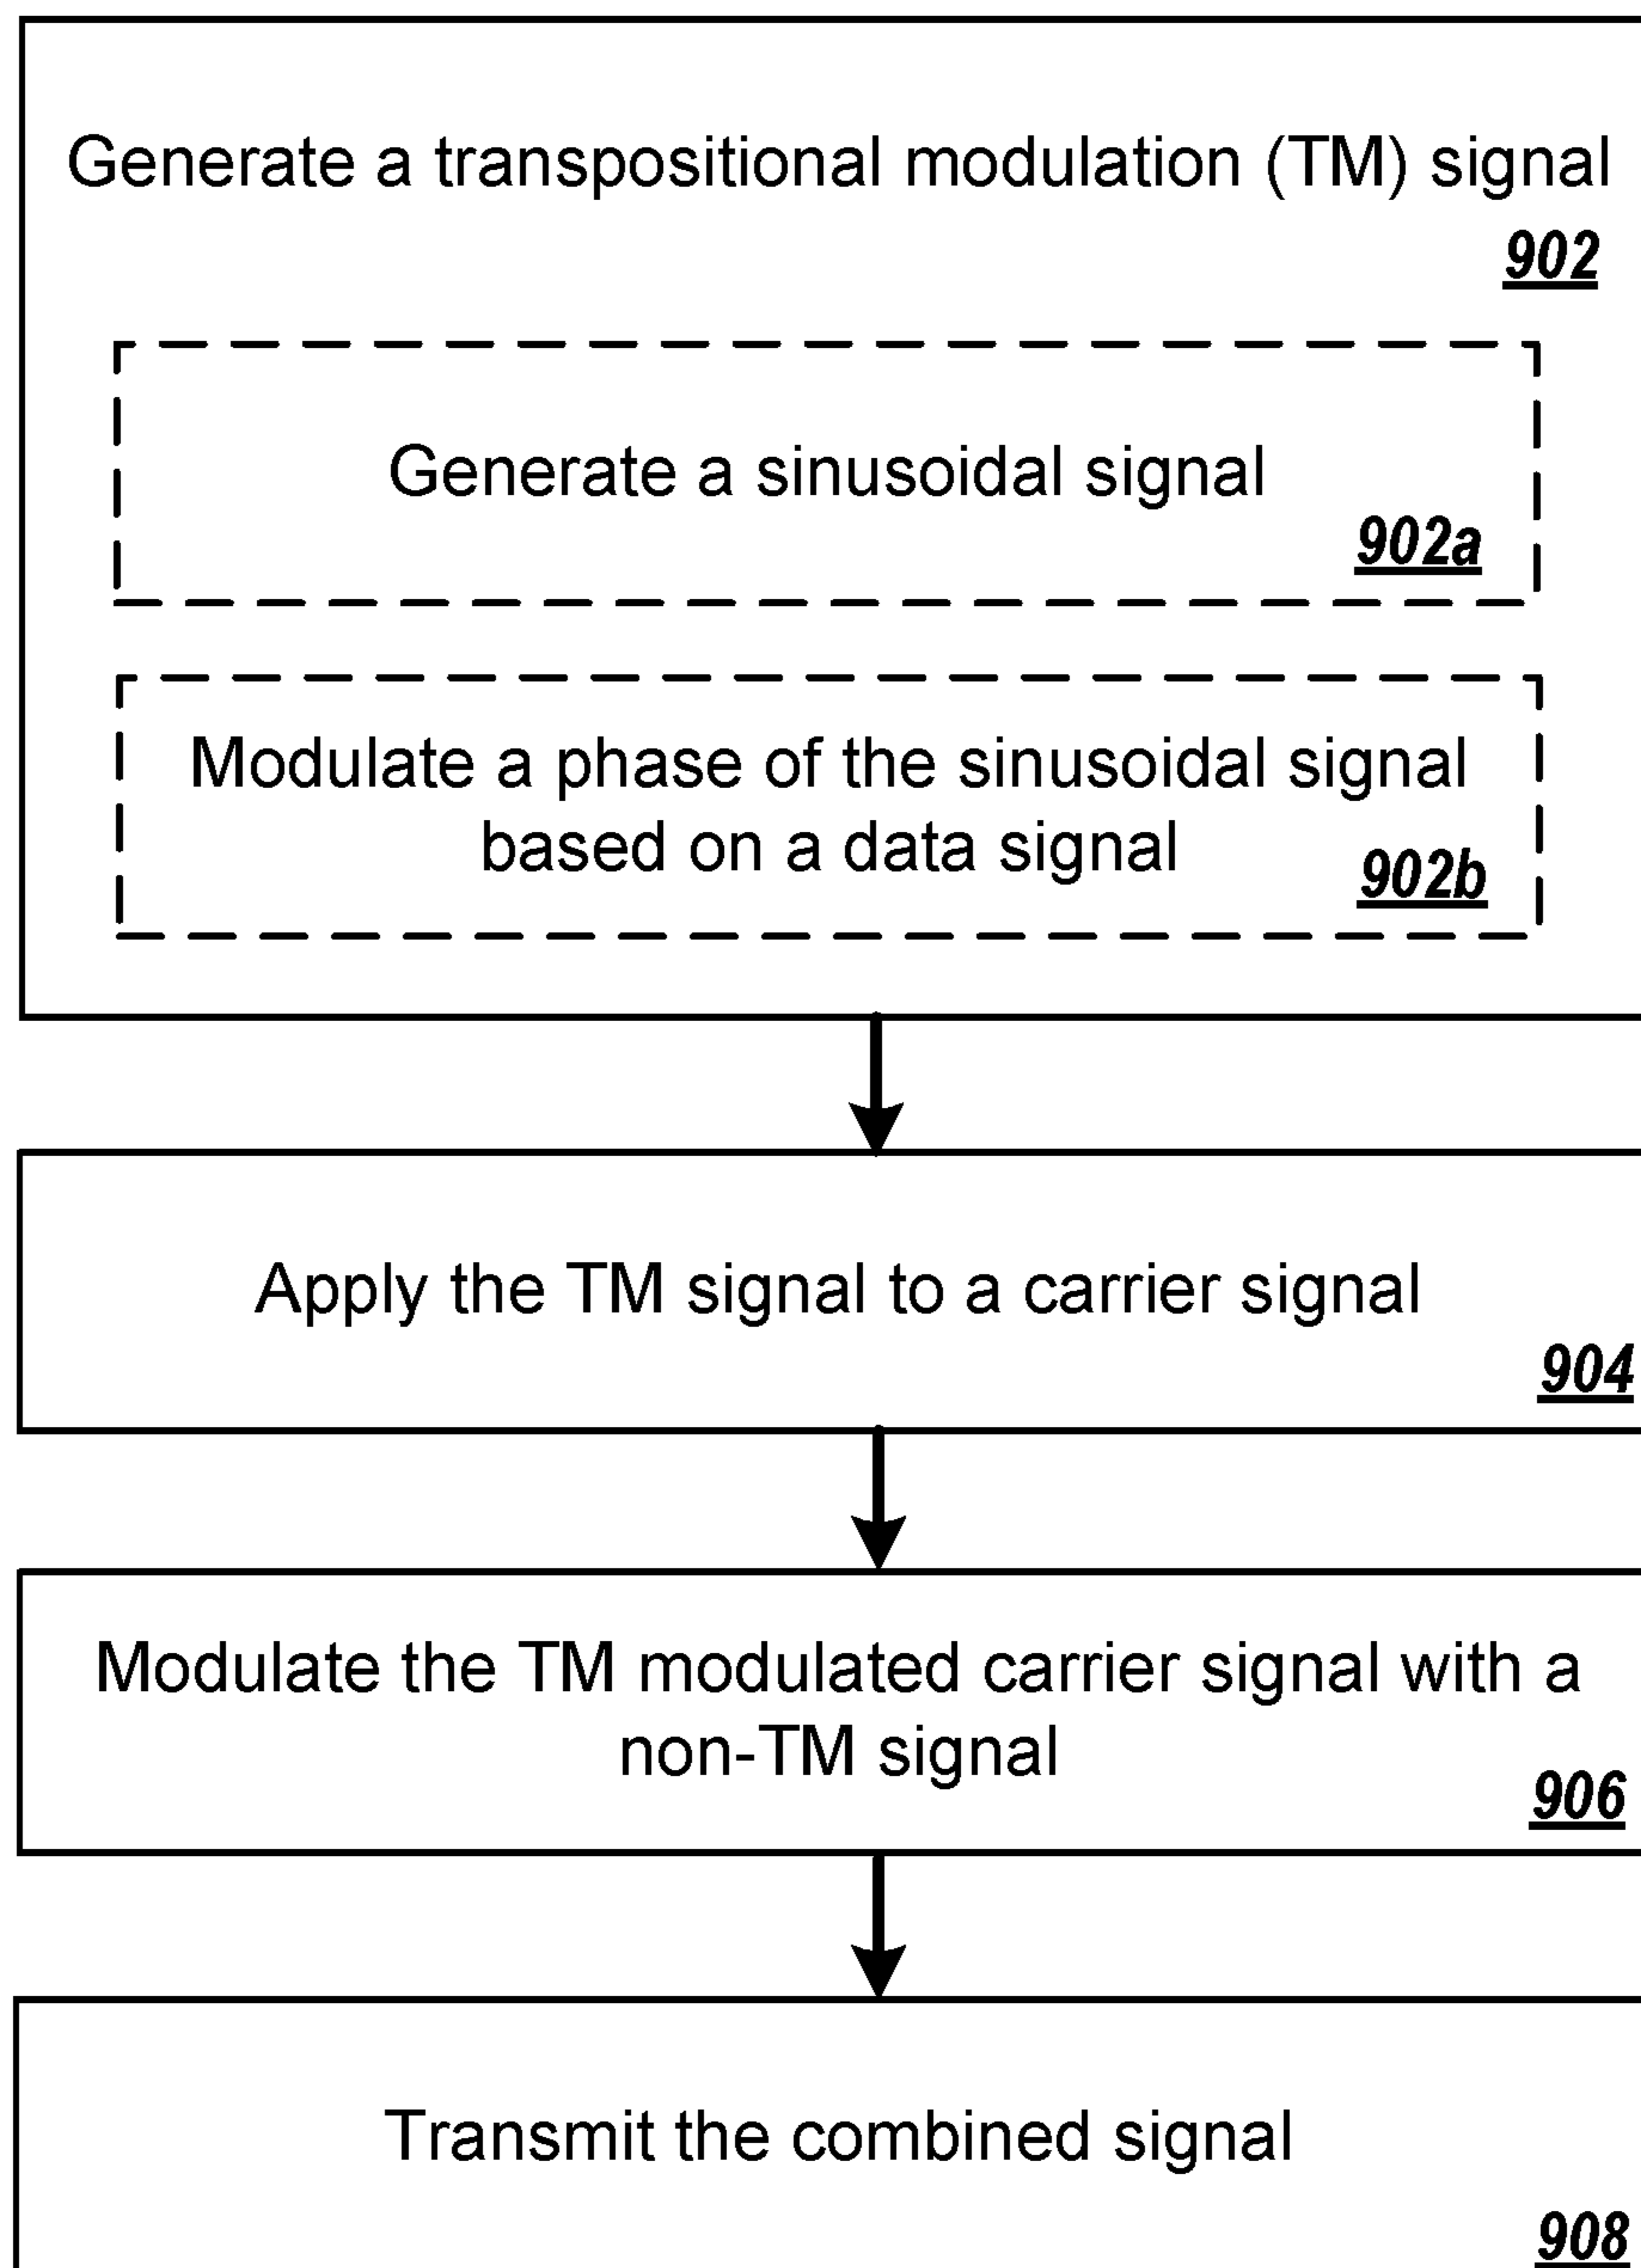 Generate a transpositional modulation (TM) signal
902
Generate a sinusoidal signal
902a
Modulate a phase of the sinusoidal signal
based on a data signal
902b
Apply the TM signal to a carrier signal
904
Modulate the TM modulated carrier signal with a
non-TM signal
906
Transmit the combined signal
908